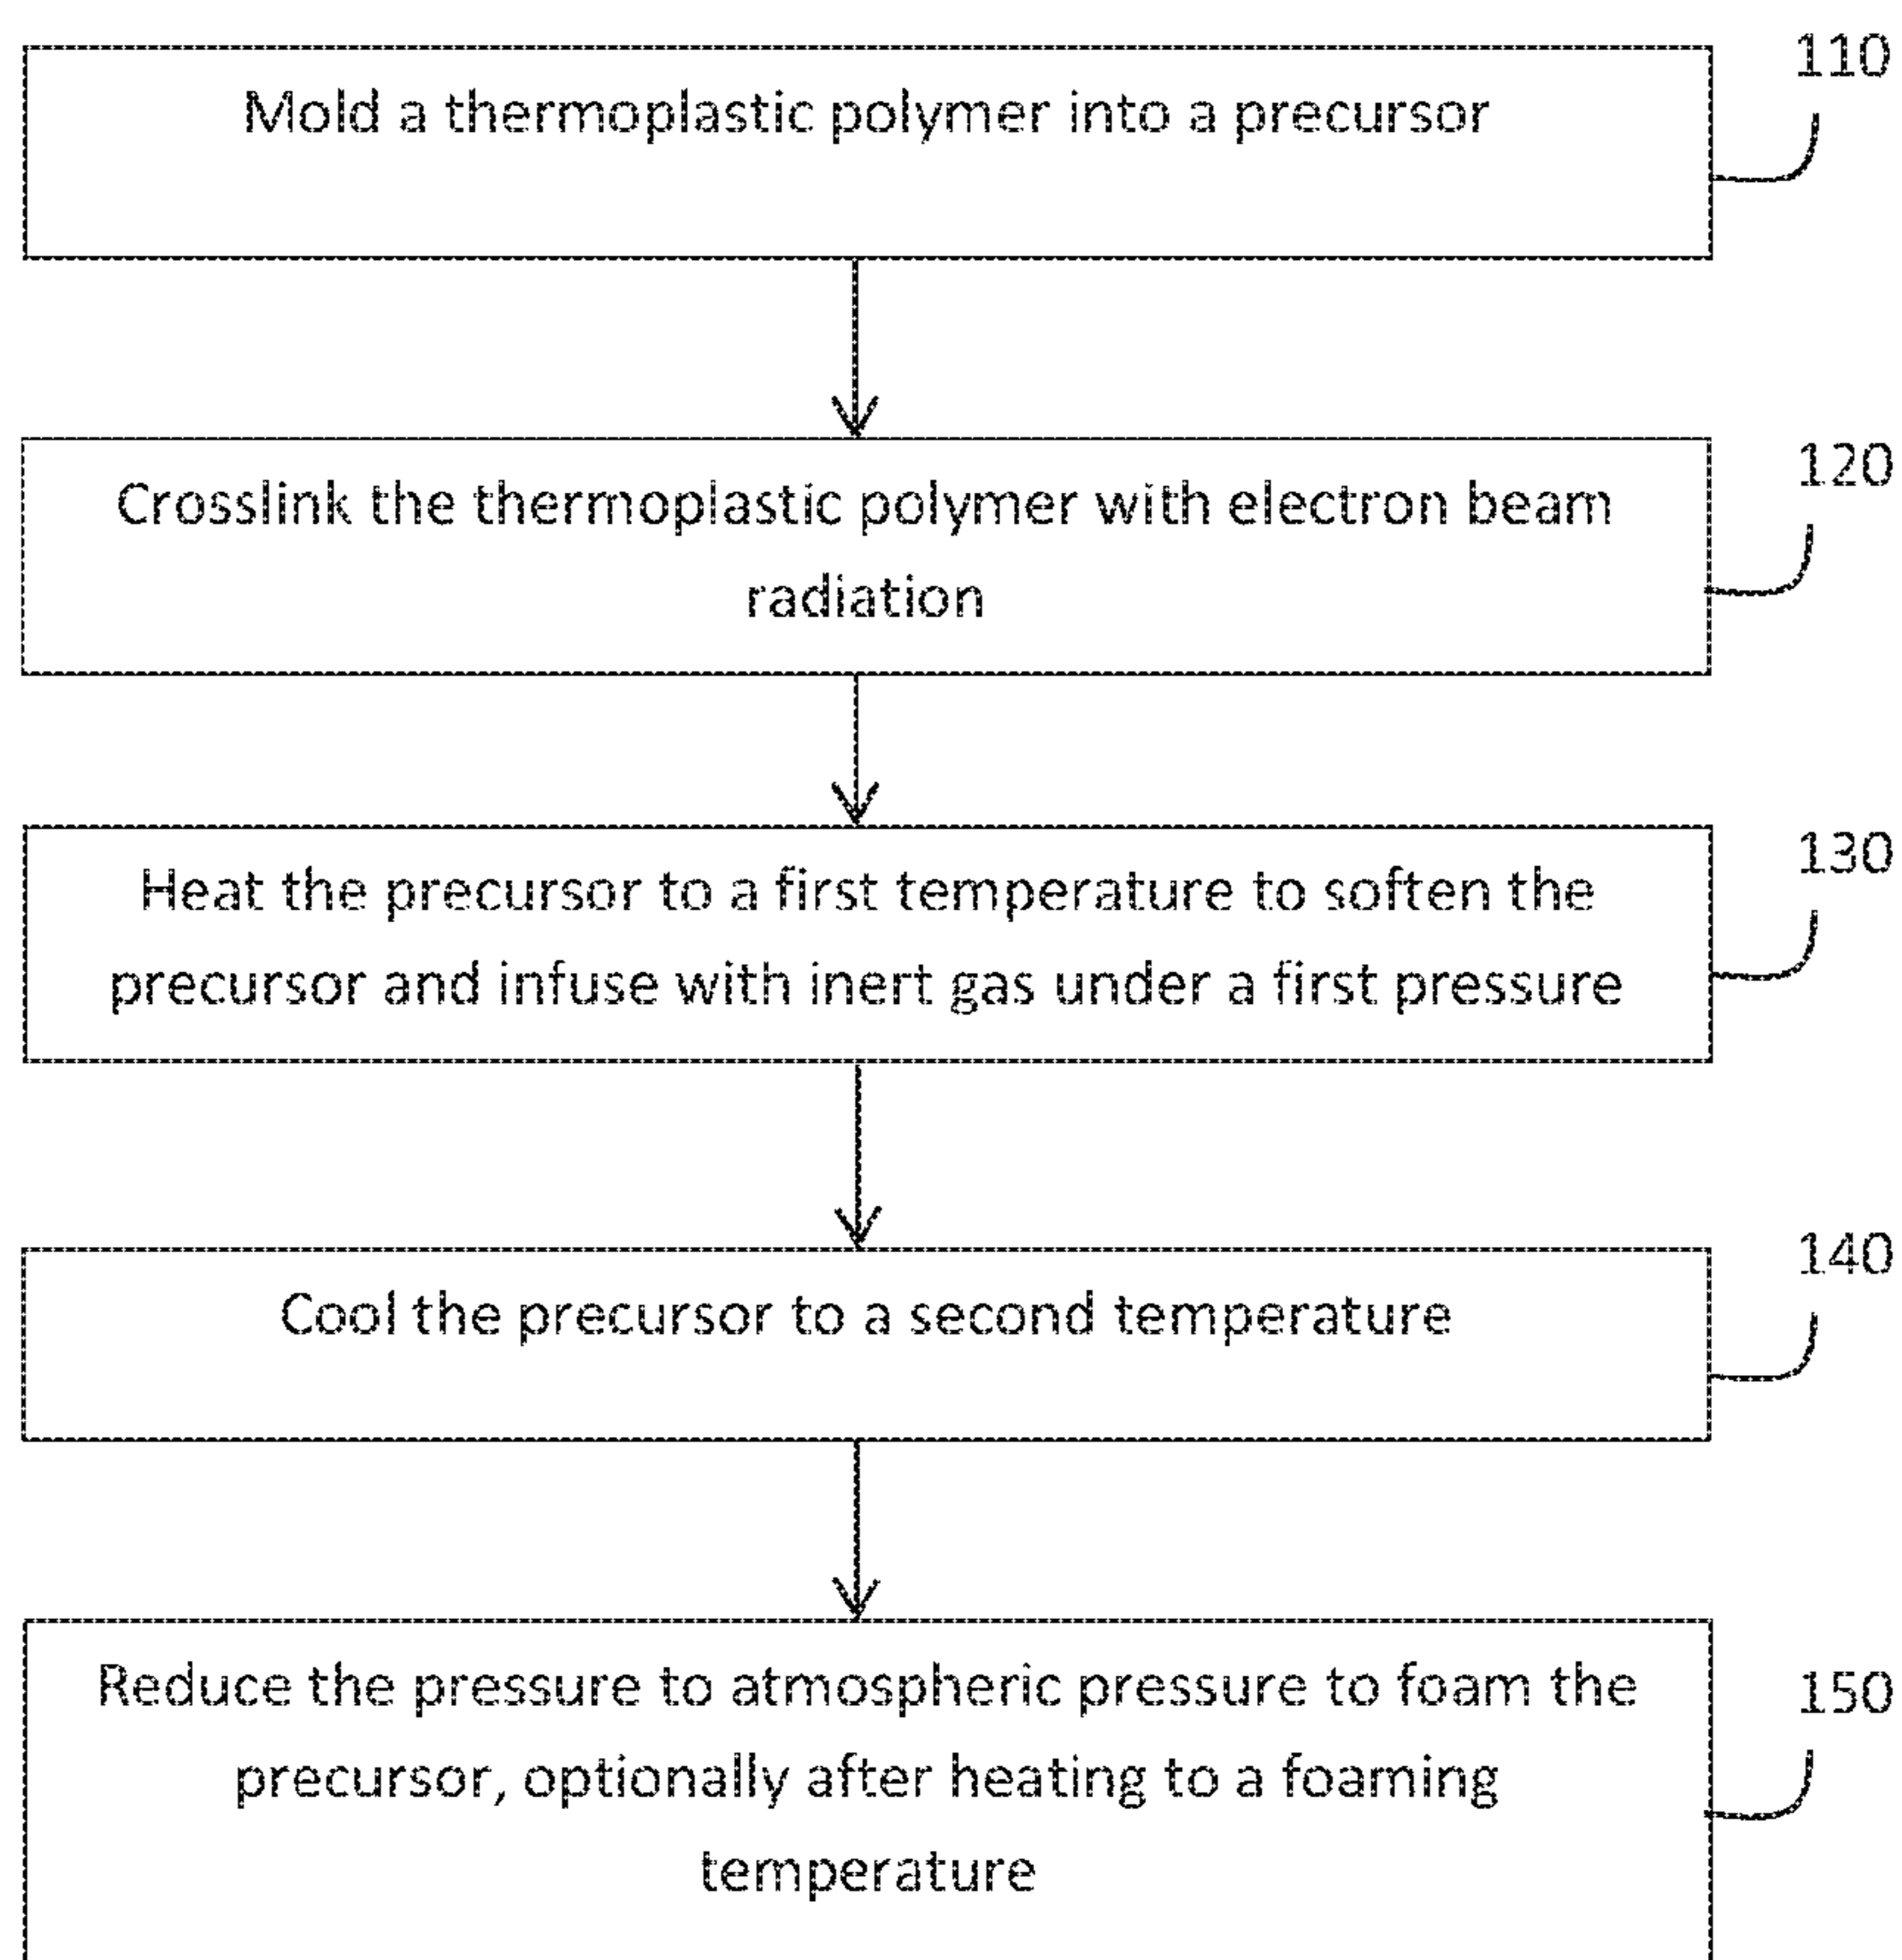 110
Mold a thermoplastic polymer into a precursor
120
Crosslink the thermoplastic polymer with electron beam
radiation
130
Heat the precursor to a first temperature to soften the
precursor and infuse with inert gas under a first pressure
140
Cool the precursor to a second temperature
150
Reduce the pressure to atmospheric pressure to foam the
precursor, optionally after heating to a foaming
temperature